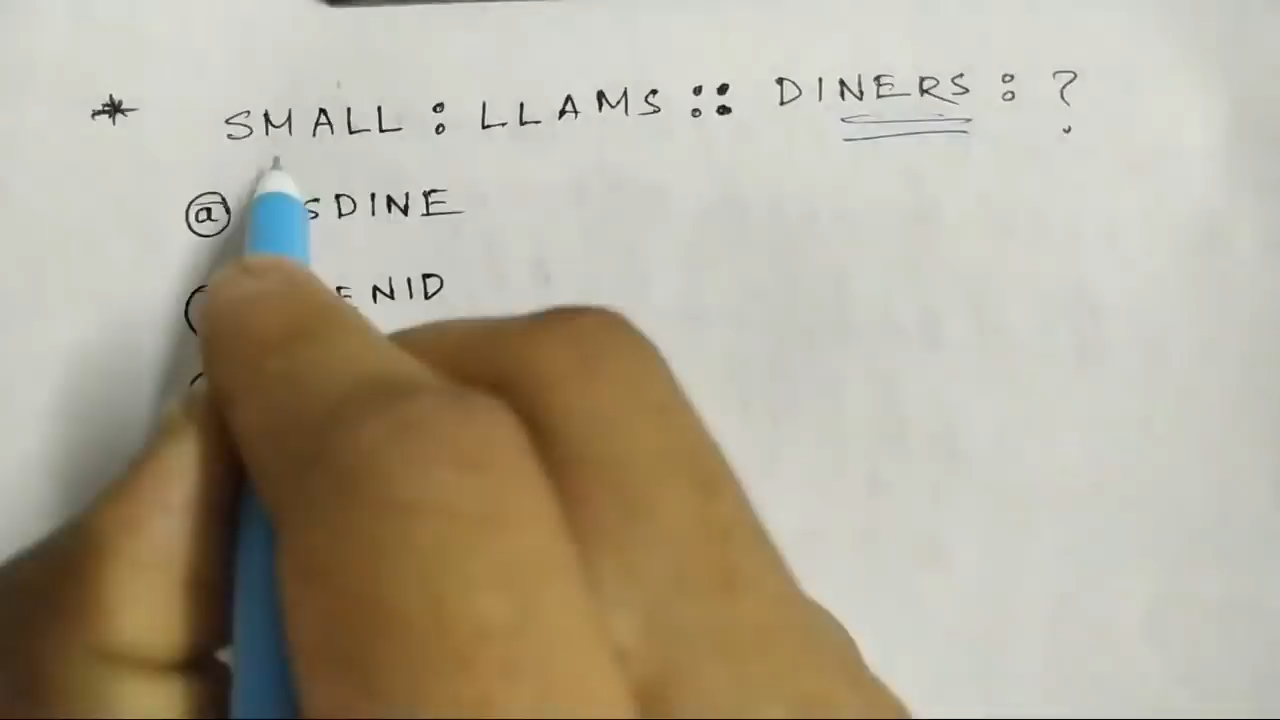 * SMALL : LLAMS :: DINERS : ?
(a) SDINE
ENID